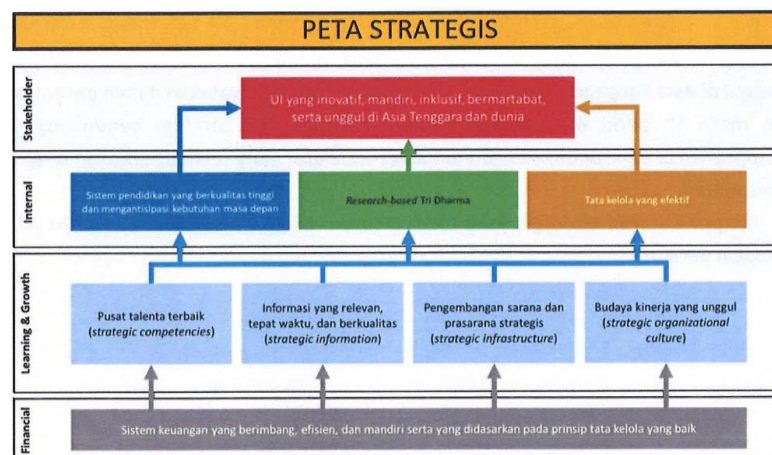 PETA STRATEGIS
Stakeholder
UI yang inovatif, mandiri, inklusif, bermartabat,
serta unggul di Asia Tenggara dan dunia
Internal
Sistem pendidikan yang berkualitas tinggi
dan mengantisipasi kebutuhan masa depan
Research-based Tri Dharma
Tata kelola yang efektif
Learning & Growth
Pusat talenta terbaik
(strategic competencies)
Informasi yang relevan,
tepat waktu, dan berkualitas
(strategic information)
Pengembangan sarana dan
prasarana strategis
(strategic infrastructure)
Budaya kinerja yang unggul
(strategic organizational
culture)
Financial
Sistem keuangan yang berimbang, efisien, dan mandiri serta yang didasarkan pada prinsip tata kelola yang baik